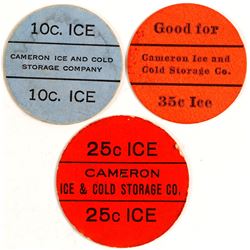 10c. ICE
CAMERON ICE AND COLD
STORAGE COMPANY
10c. ICE
Good for
Cameron Ice and
Cold Storage Co.
35c Ice
25c ICE
CAMERON
ICE & COLD STORAGE CO.
25c ICE